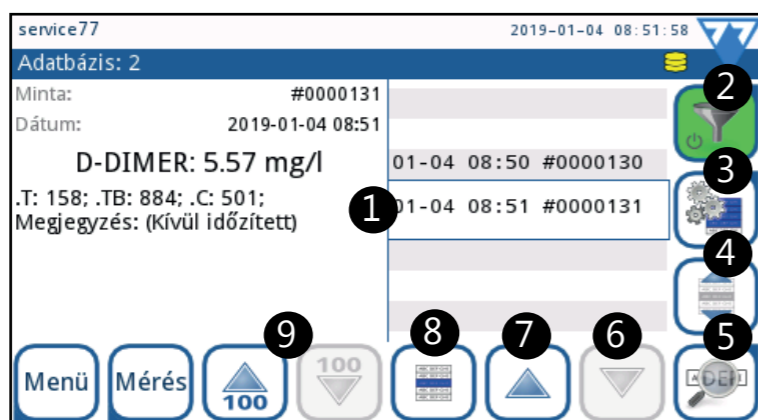 service77
2019-01-04 08:51:58
77
Adatbázis: 2
Minta: #0000131
Dátum: 2019-01-04 08:51
D-DIMER: 5.57 mg/l
.T: 158; .TB: 884; .C: 501;
Megjegyzés: (Kívül időzített)
01-04 08:50 #0000130
01-04 08:51 #0000131
1
2
3
4
5
6
7
8
9
Menü
Mérés
100
100
DEF